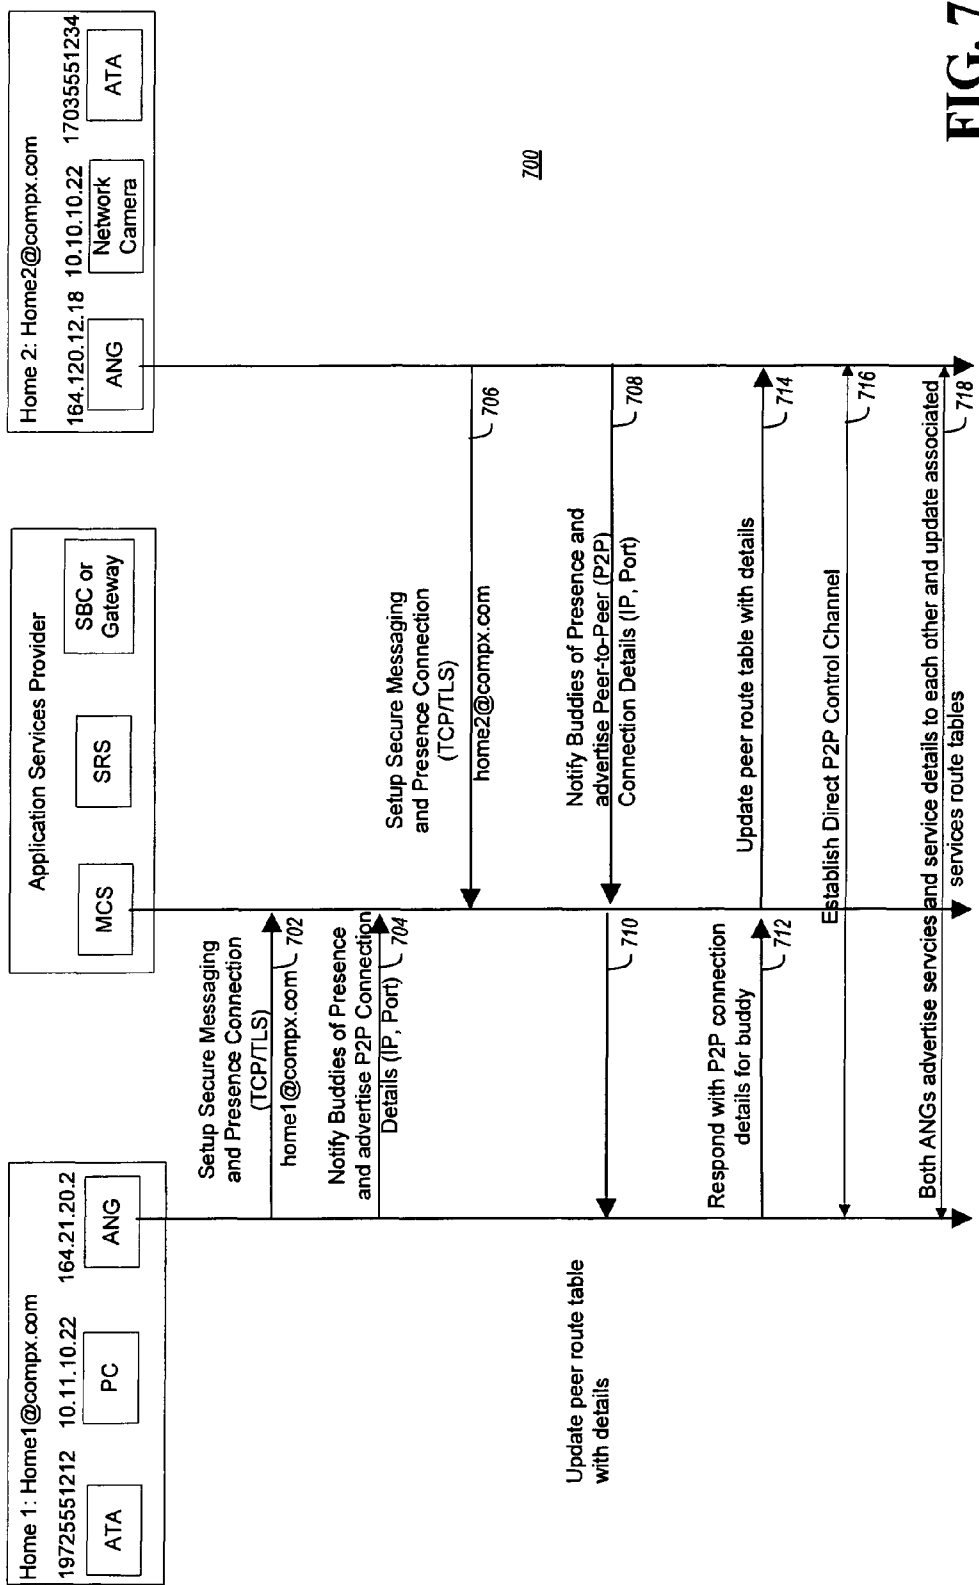 Home 1: Home1@compx.com
19725551212
10.11.10.22
164.21.20.2
ATA
PC
ANG
Application Services Provider
MCS
SRS
SBC or
Gateway
Home 2: Home2@compx.com
164.120.12.18
10.10.10.22
17035551234
ANG
Network
Camera
ATA
Setup Secure Messaging
and Presence Connection
(TCP/TLS)
home1@compx.com
702
Notify Buddies of Presence
and advertise P2P Connection
Details (IP, Port)
704
Setup Secure Messaging
and Presence Connection
(TCP/TLS)
home2@compx.com
706
Notify Buddies of Presence and
advertise Peer-to-Peer (P2P)
Connection Details (IP, Port)
708
Update peer route table
with details
710
Respond with P2P connection
details for buddy
712
Update peer route table with details
714
Establish Direct P2P Control Channel
716
Both ANGs advertise servcies and service details to each other and update associated
services route tables
718
700
FIG. 7